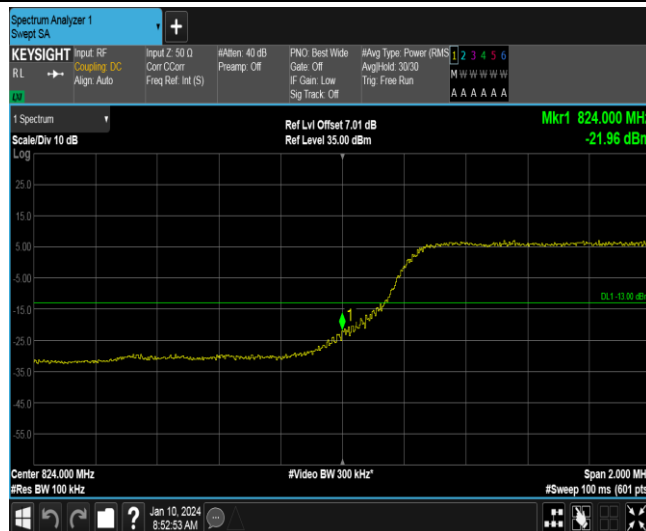 Spectrum Analyzer 1
Swept SA
+
KEYSIGHT
RL
Input: RF
Coupling: DC
Align: Auto
Input Z: 50 Ω
Corr CCorr
Freq Ref: Int (S)
#Atten: 40 dB
Preamp: Off
PNO: Best Wide
Gate: Off
IF Gain: Low
Sig Track: Off
#Avg Type: Power (RMS
Avg|Hold: 30/30
Trig: Free Run
1 2 3 4 5 6
M W W W W W
A A A A A A
1 Spectrum
Scale/Div 10 dB
Log
Ref Lvl Offset 7.01 dB
Ref Level 35.00 dBm
Mkr1 824.000 MH
-21.96 dBm
25.0
15.0
5.00
-5.00
-15.0
-25.0
-35.0
-45.0
-55.0
DL1 -13.00 dBm
1
Center 824.000 MHz
#Res BW 100 kHz
#Video BW 300 kHz*
Span 2.000 MH
#Sweep 100 ms (601 pts
?
Jan 10, 2024
8:52:53 AM